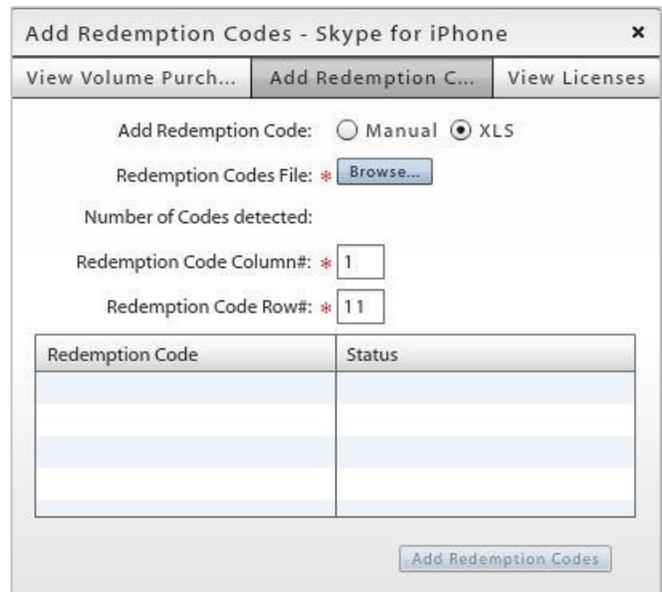 Add Redemption Codes - Skype for iPhone ×
View Volume Purch... Add Redemption C... View Licenses
Add Redemption Code: Manual XLS
Redemption Codes File: * Browse...
Number of Codes detected:
Redemption Code Column#: * 1
Redemption Code Row#: * 11
Redemption Code Status
Add Redemption Codes